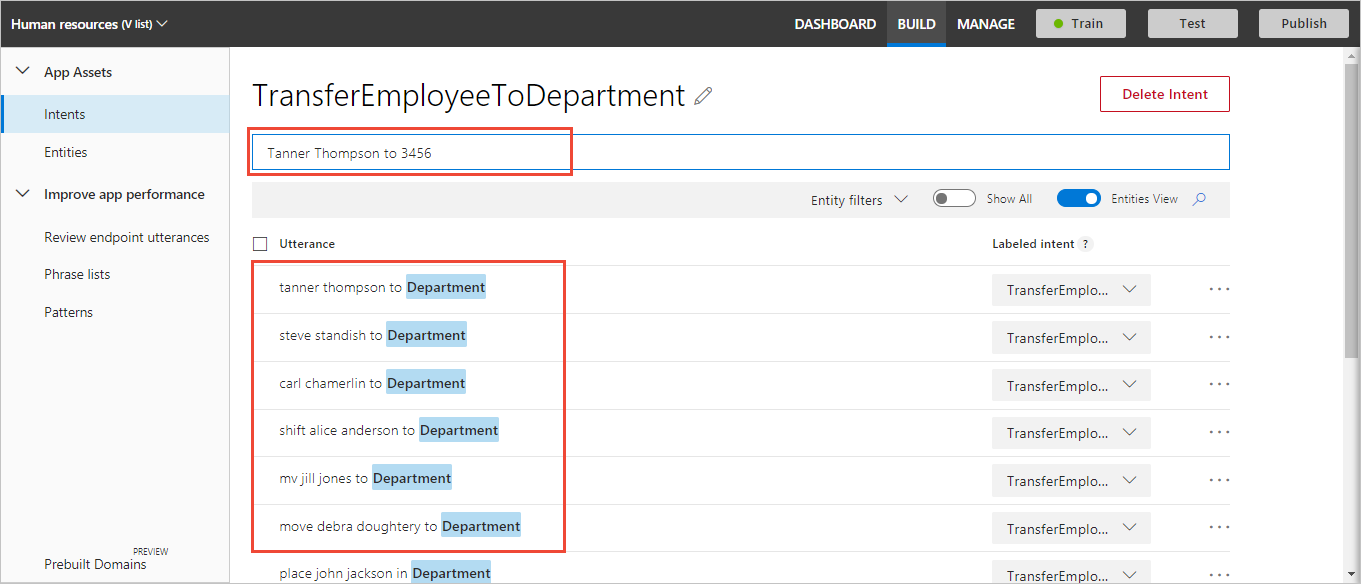 Human resources (V list) DASHBOARD BUILD MANAGE Train Test Publish
App Assets
Intents
Entities
Improve app performance
Review endpoint utterances
Phrase lists
Patterns
PREVIEW
Prebuilt Domains
TransferEmployeeToDepartment
Delete Intent
Tanner Thompson to 3456
Entity filters Show All Entities View
Utterance Labeled intent ?
tanner thompson to Department TransferEmplo... ...
steve standish to Department TransferEmplo... ...
carl chamerlin to Department TransferEmplo... ...
shift alice anderson to Department TransferEmplo... ...
mv jill jones to Department TransferEmplo... ...
move debra doughtery to Department TransferEmplo... ...
place john jackson in Department TransferEmplo... ...